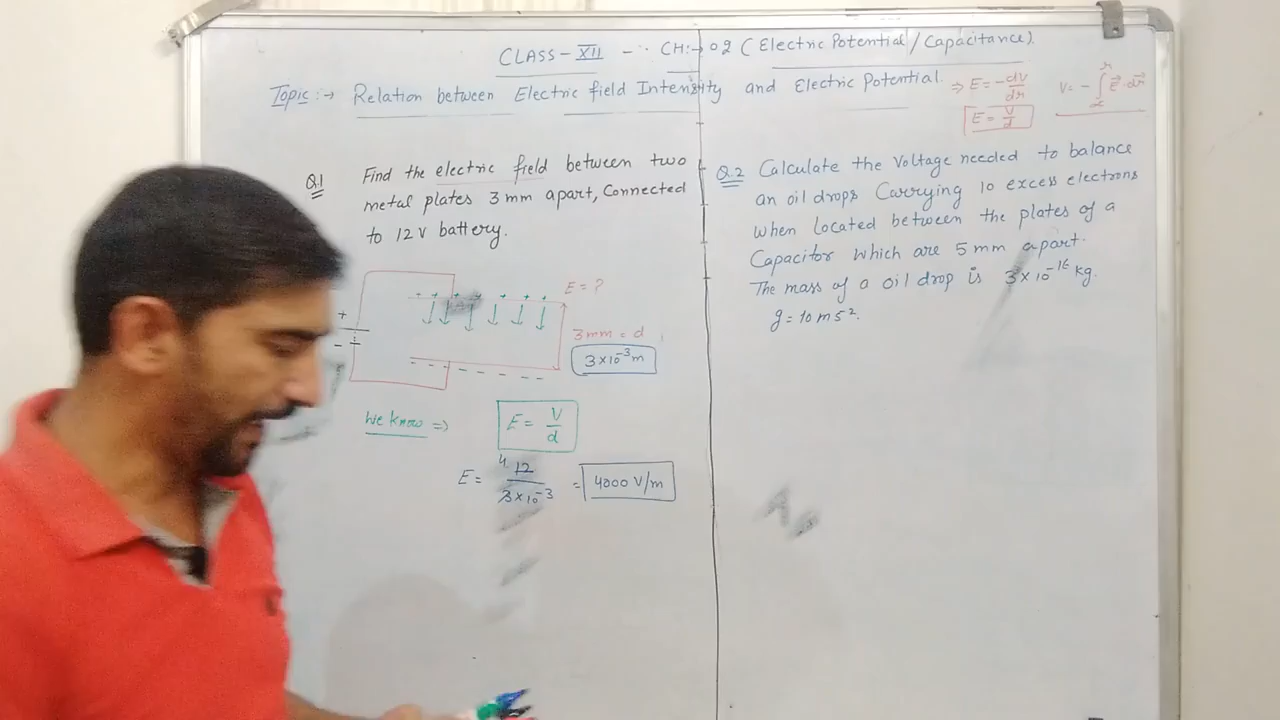 CLASS-XII -: CH:→02 (Electric Potential/Capacitance).
Topic:→ Relation between Electric field Intensity and Electric Potential. ⇒ E = -dV/dr V = -∫ E⃗.dr⃗
E = V/d
Q.1 Find the electric field between two
metal plates 3 mm apart, Connected
to 12 V battery.
E = ?
3mm = d
3×10⁻³m
We know ⇒ E = V/d
E = 4 12 / 3×10⁻³ = 4000 V/m
Q.2 Calculate the Voltage needed to balance
an oil drops Carrying 10 excess electrons
when located between the plates of a
Capacitor which are 5 mm apart.
The mass of a oil drop is 3×10⁻¹⁶ kg.
g = 10 m s².